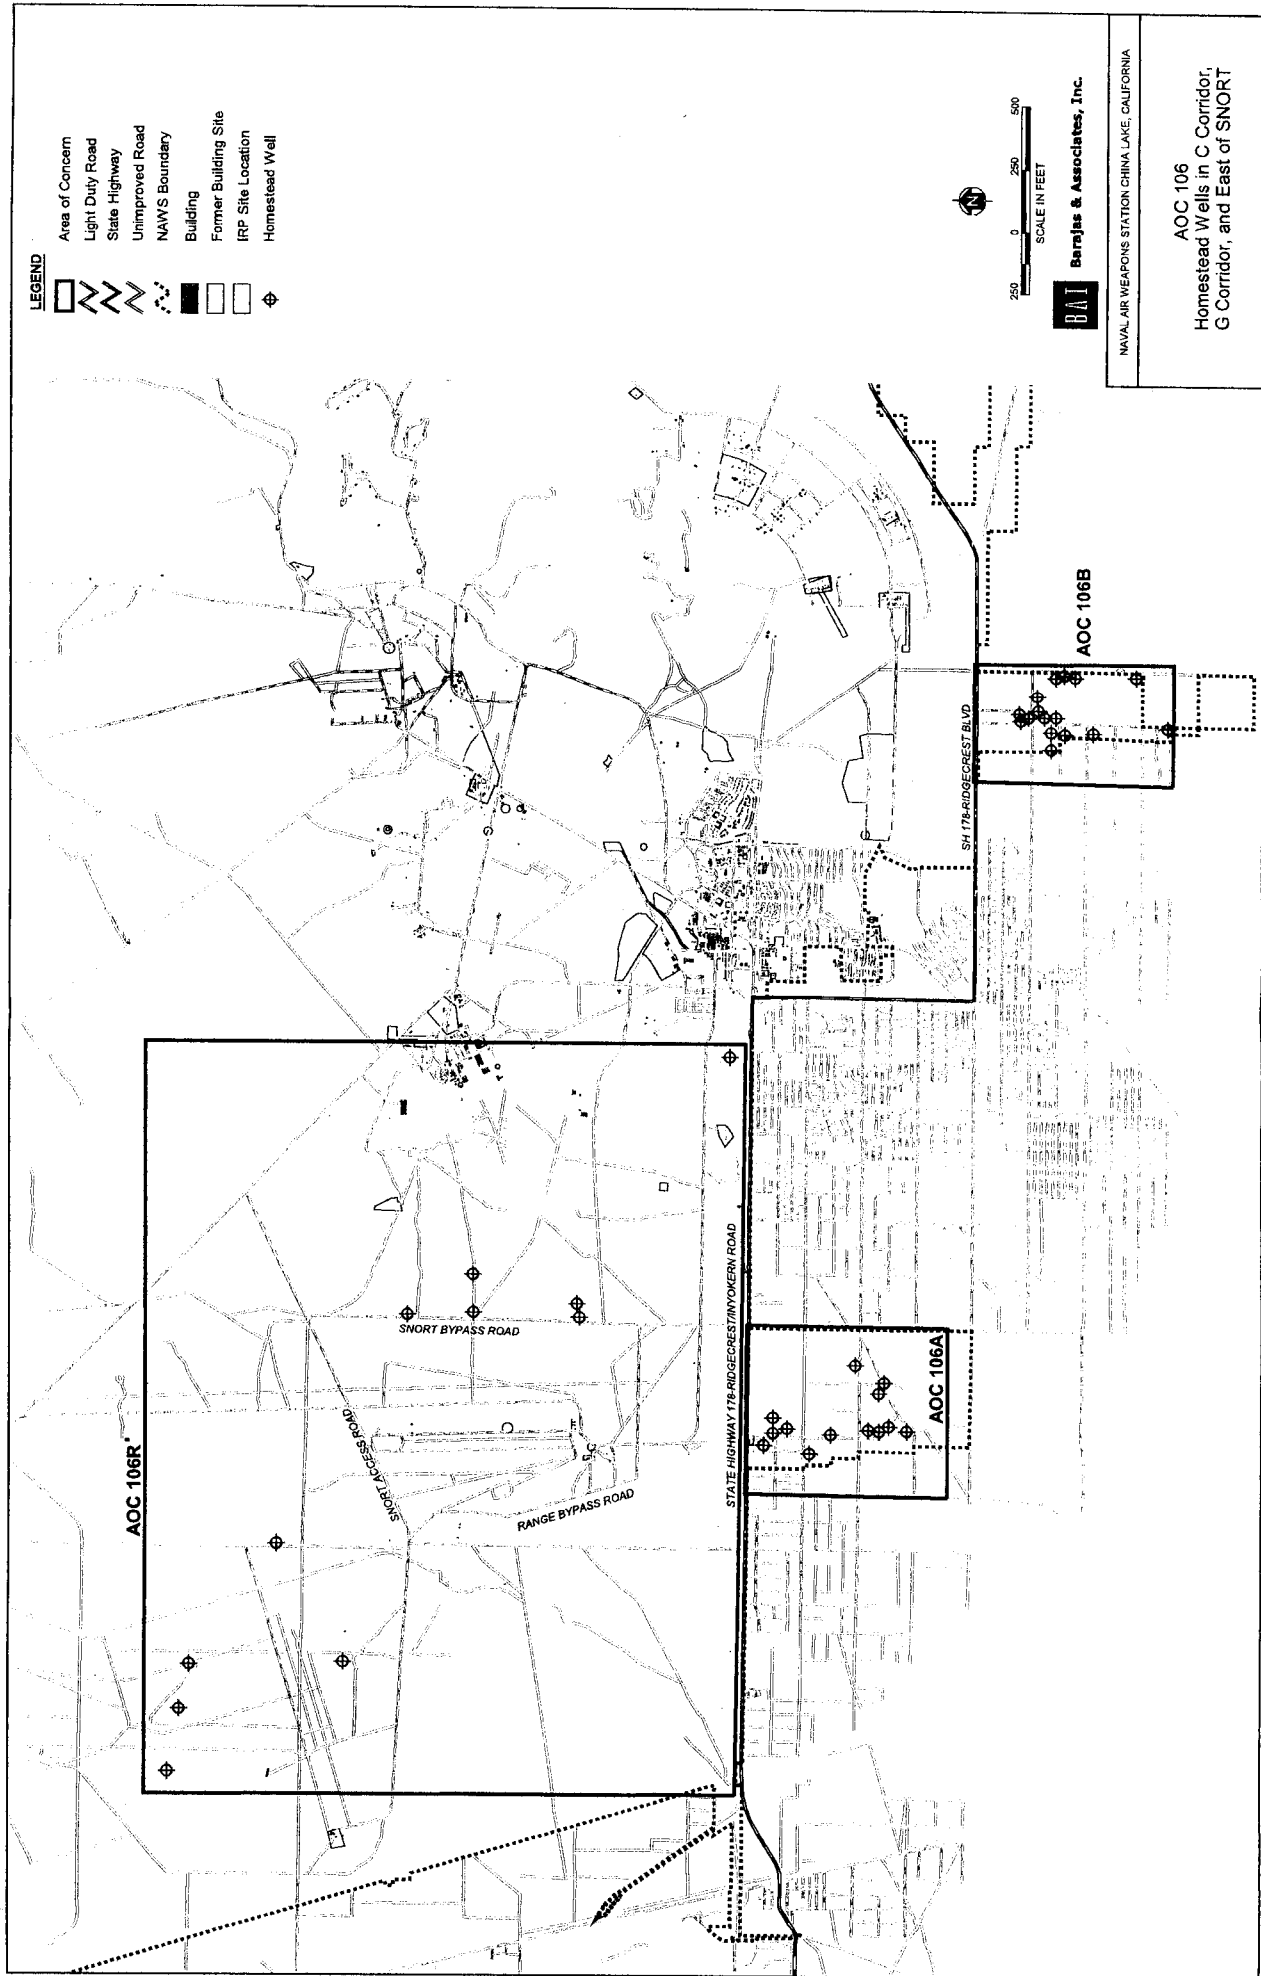 LEGEND
Area of Concern
Light Duty Road
State Highway
Unimproved Road
NAWS Boundary
Building
Former Building Site
IRP Site Location
Homestead Well
AOC 106R
SNORT ACCESS ROAD
SNORT BYPASS ROAD
RANGE BYPASS ROAD
STATE HIGHWAY 178-RIDGECREST/INYOKERN ROAD
AOC 106A
SH 178-RIDGECREST BLVD
AOC 106B
N
250 0 250 500
SCALE IN FEET
BAI Barajas & Associates, Inc.
NAVAL AIR WEAPONS STATION CHINA LAKE, CALIFORNIA
AOC 106
Homestead Wells in C Corridor,
G Corridor, and East of SNORT